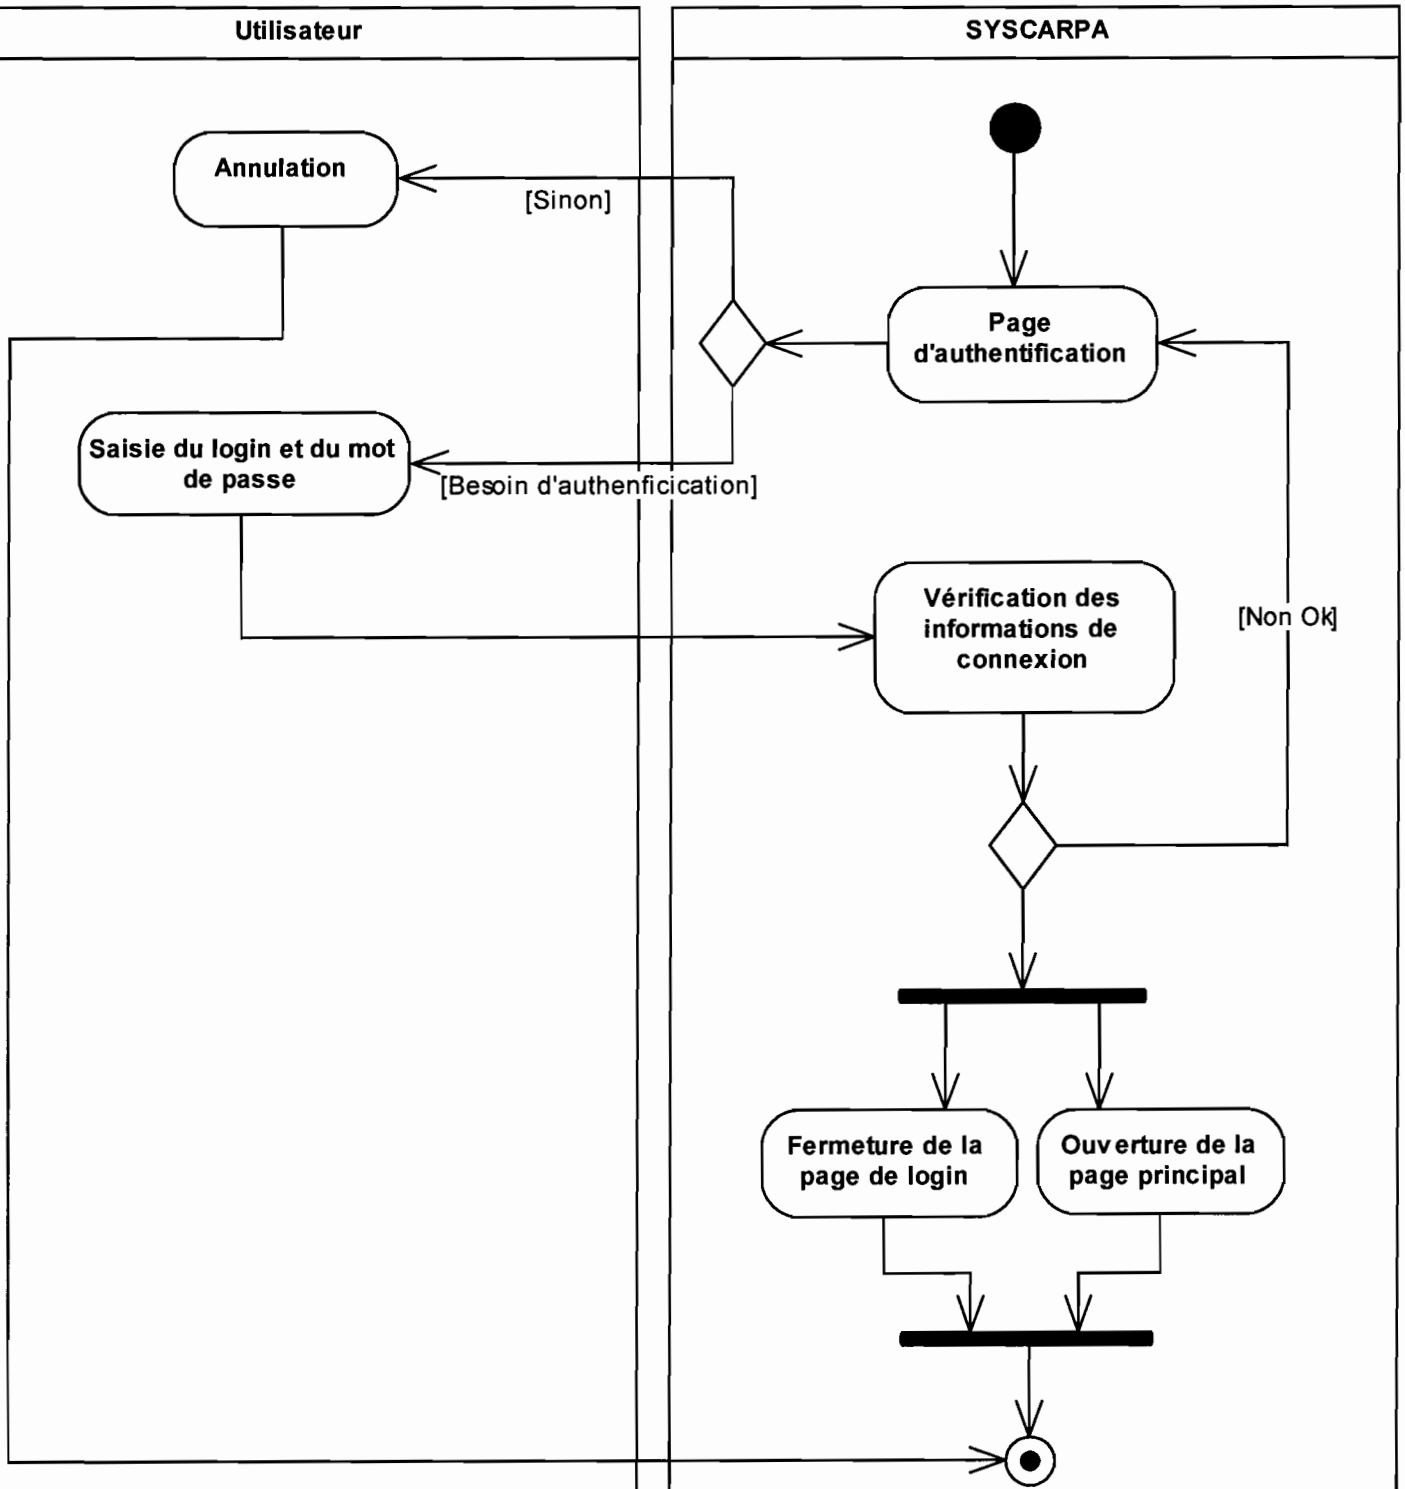 Utilisateur
SYSCARPA
Annulation
[Sinon]
Page
d'authentification
Saisie du login et du mot
de passe
[Besoin d'authenficication]
Vérification des
informations de
connexion
[Non Ok]
Fermeture de la
page de login
Ouverture de la
page principal